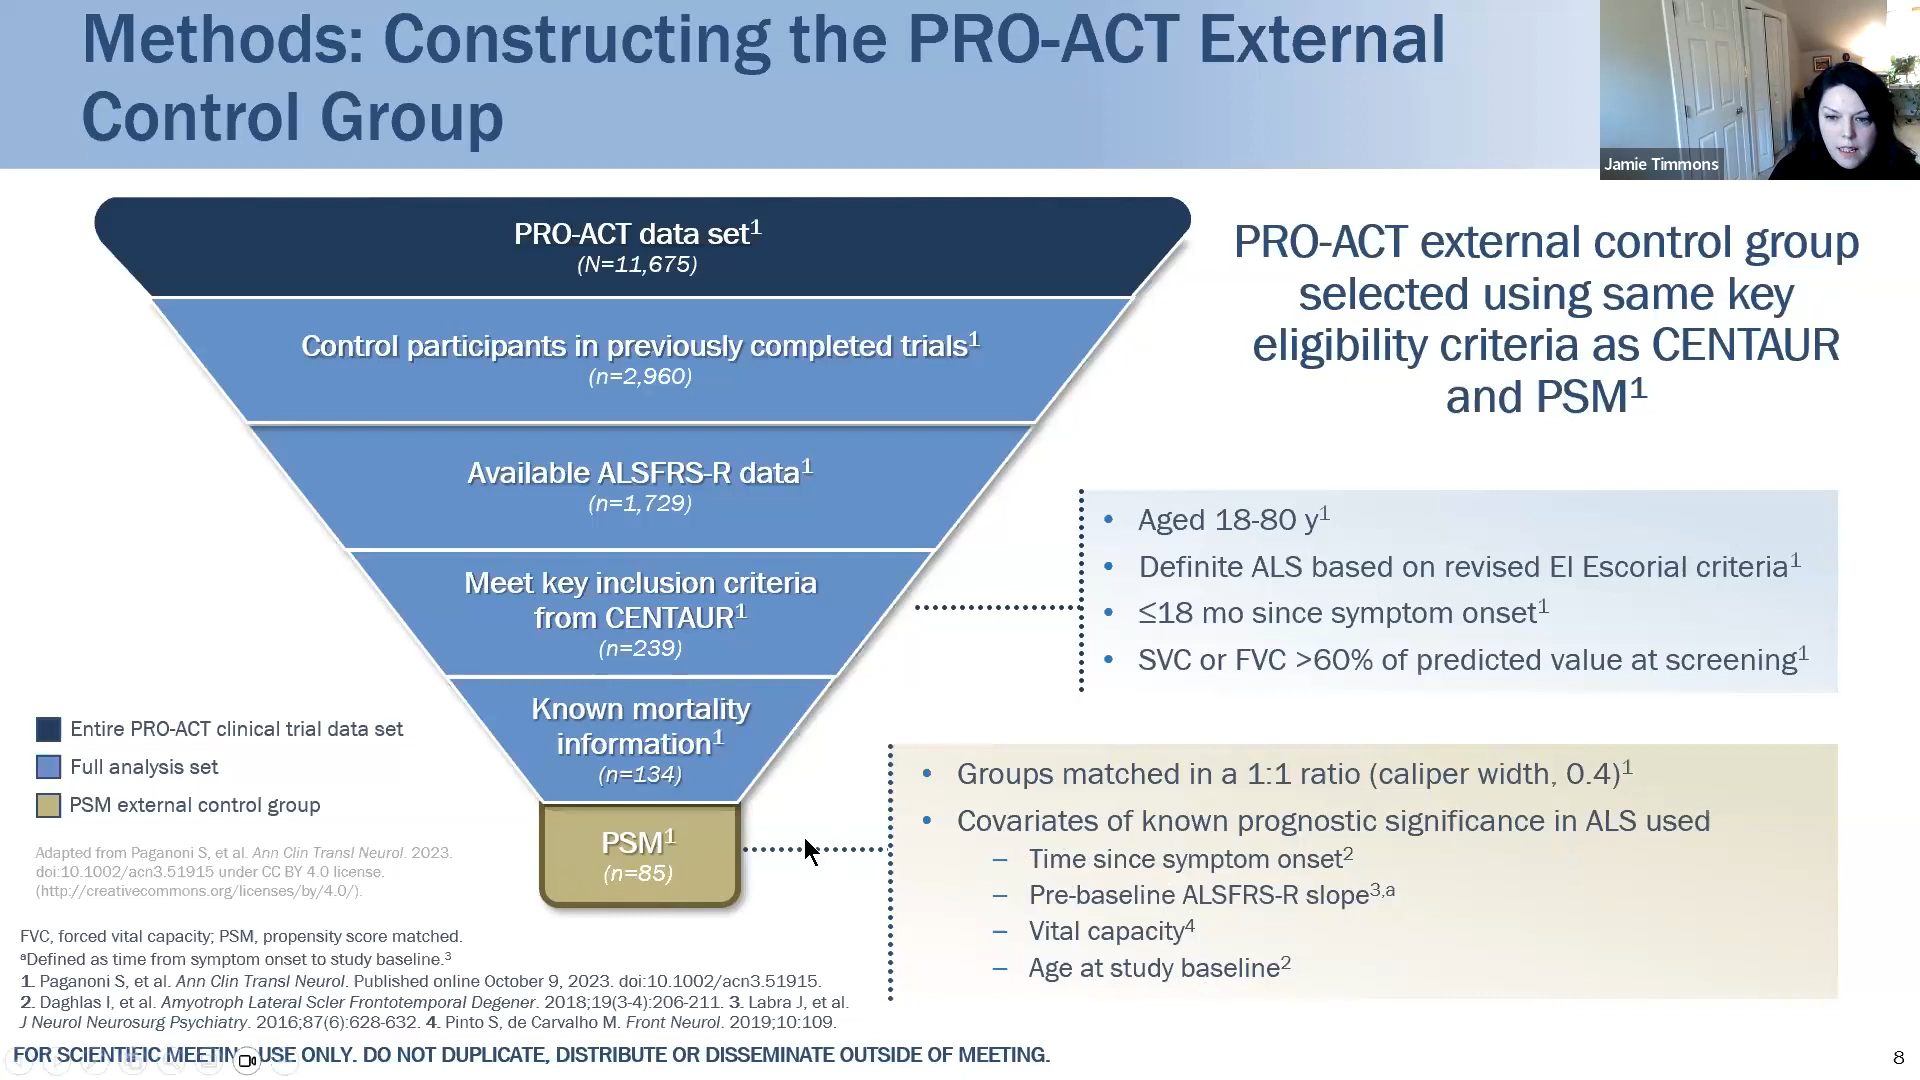 Methods: Constructing the PRO-ACT External
Control Group
Jamie Timmons
PRO-ACT data set1
(N=11,675)
Control participants in previously completed trials1
(n=2,960)
Available ALSFRS-R data1
(n=1,729)
Meet key inclusion criteria
from CENTAUR1
(n=239)
Known mortality
information1
(n=134)
PSM1
(n=85)
PRO-ACT external control group
selected using same key
eligibility criteria as CENTAUR
and PSM1
• Aged 18-80 y1
• Definite ALS based on revised El Escorial criteria1
• ≤18 mo since symptom onset1
• SVC or FVC >60% of predicted value at screening1
• Groups matched in a 1:1 ratio (caliper width, 0.4)1
• Covariates of known prognostic significance in ALS used
– Time since symptom onset2
– Pre-baseline ALSFRS-R slope3,a
– Vital capacity4
– Age at study baseline2
Entire PRO-ACT clinical trial data set
Full analysis set
PSM external control group
Adapted from Paganoni S, et al. Ann Clin Transl Neurol. 2023.
doi:10.1002/acn3.51915 under CC BY 4.0 license.
(http://creativecommons.org/licenses/by/4.0/).
FVC, forced vital capacity; PSM, propensity score matched.
aDefined as time from symptom onset to study baseline.3
1. Paganoni S, et al. Ann Clin Transl Neurol. Published online October 9, 2023. doi:10.1002/acn3.51915.
2. Daghlas I, et al. Amyotroph Lateral Scler Frontotemporal Degener. 2018;19(3-4):206-211. 3. Labra J, et al.
J Neurol Neurosurg Psychiatry. 2016;87(6):628-632. 4. Pinto S, de Carvalho M. Front Neurol. 2019;10:109.
FOR SCIENTIFIC MEETING USE ONLY. DO NOT DUPLICATE, DISTRIBUTE OR DISSEMINATE OUTSIDE OF MEETING.
8